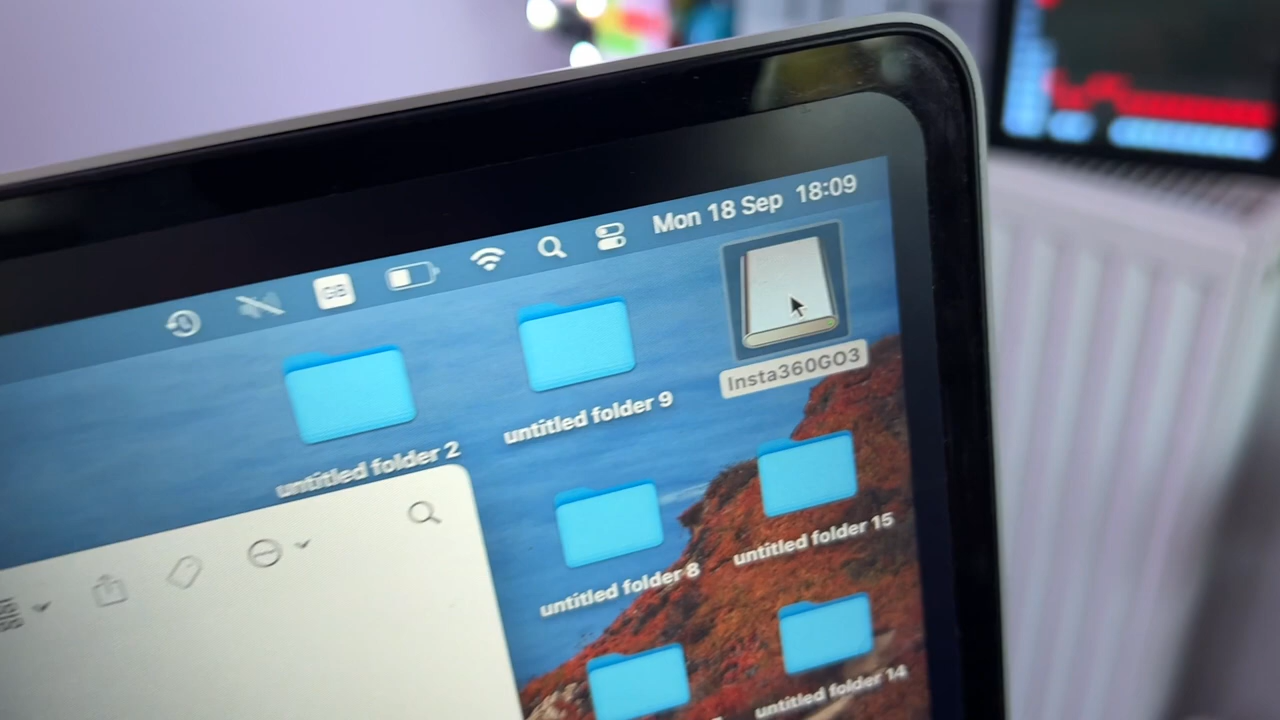 GB Mon 18 Sep 18:09
Insta360GO3
untitled folder 9
untitled folder 2
untitled folder 15
untitled folder 8
untitled folder 14